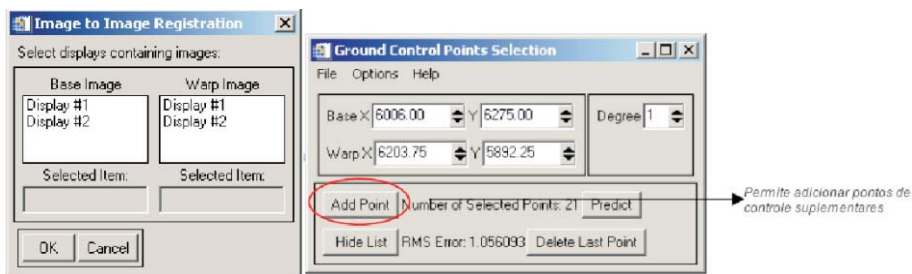 Image to Image Registration
Select displays containing images:
Base Image Warp Image
Display #1 Display #1
Display #2 Display #2
Selected Item: Selected Item:
OK Cancel
Ground Control Points Selection
File Options Help
Base X 6006.00 Y 6275.00 Degree 1
Warp X 6203.75 Y 5892.25
Add Point Number of Selected Points: 21 Predict
Hide List RMS Error: 1.056093 Delete Last Point
Permite adicionar pontos de
controle suplementares